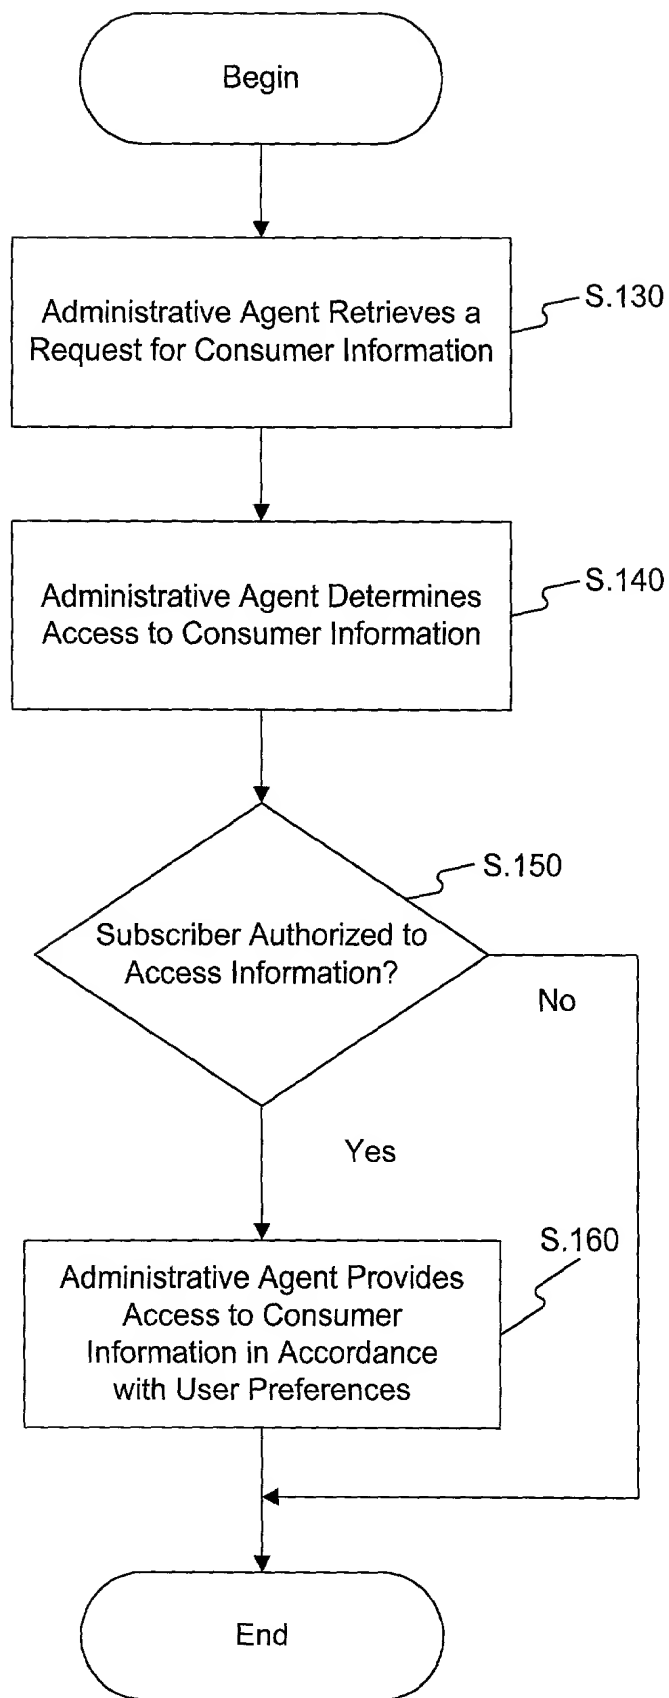 Begin
Administrative Agent Retrieves a
Request for Consumer Information
S.130
Administrative Agent Determines
Access to Consumer Information
S.140
S.150
Subscriber Authorized to
Access Information?
No
Yes
S.160
Administrative Agent Provides
Access to Consumer
Information in Accordance
with User Preferences
End